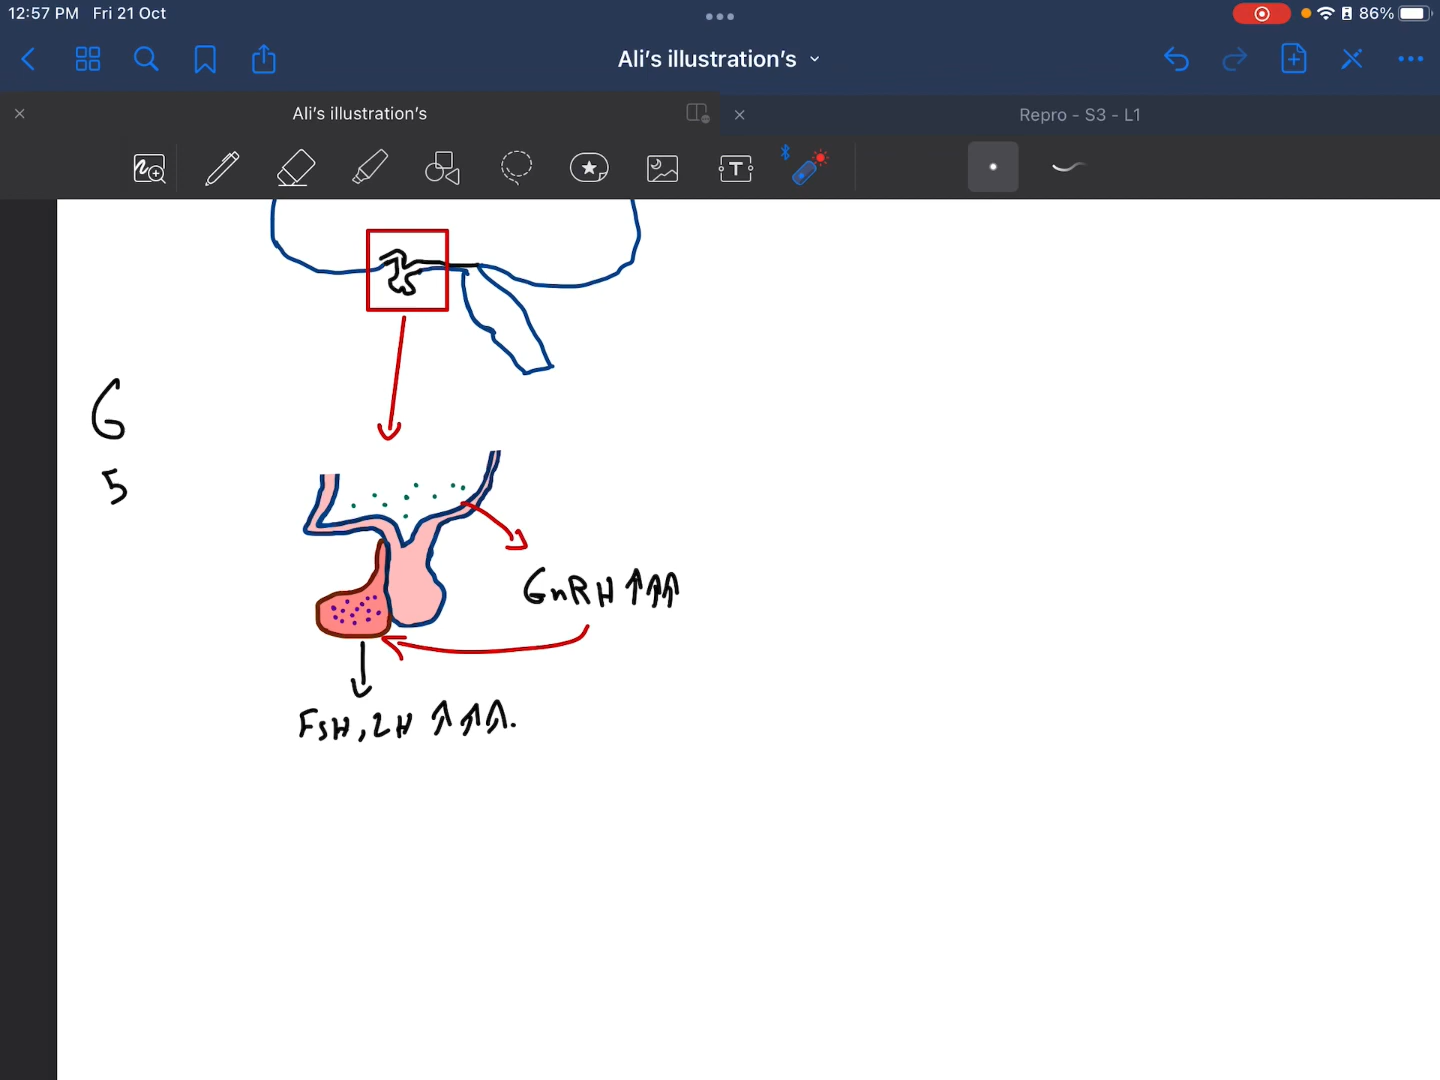 12:57 PM Fri 21 Oct
86%
Ali's illustration's
Ali's illustration's
Repro - S3 - L1
T
6
5
GnRH ↑↑↑
FSH, LH ↑↑↑.